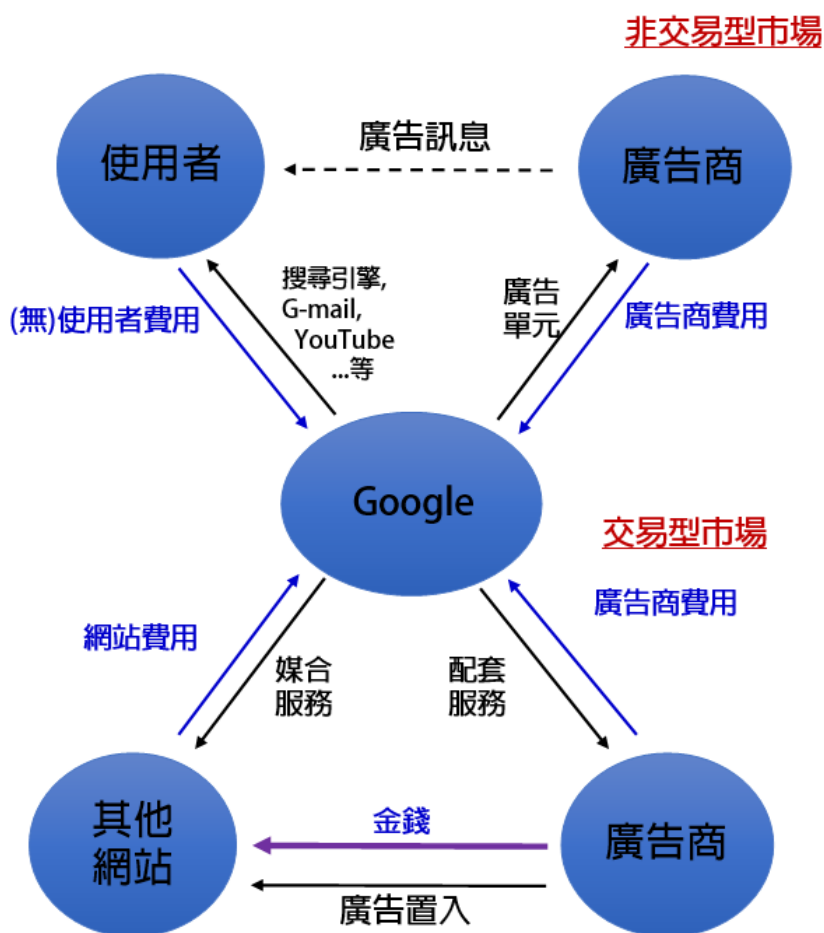 非交易型市場
使用者
廣告訊息
廣告商
(無)使用者費用
搜尋引擎,
G-mail,
YouTube
...等
廣告
單元
廣告商費用
Google
交易型市場
網站費用
媒合
服務
配套
服務
廣告商費用
其他
網站
金錢
廣告置入
廣告商